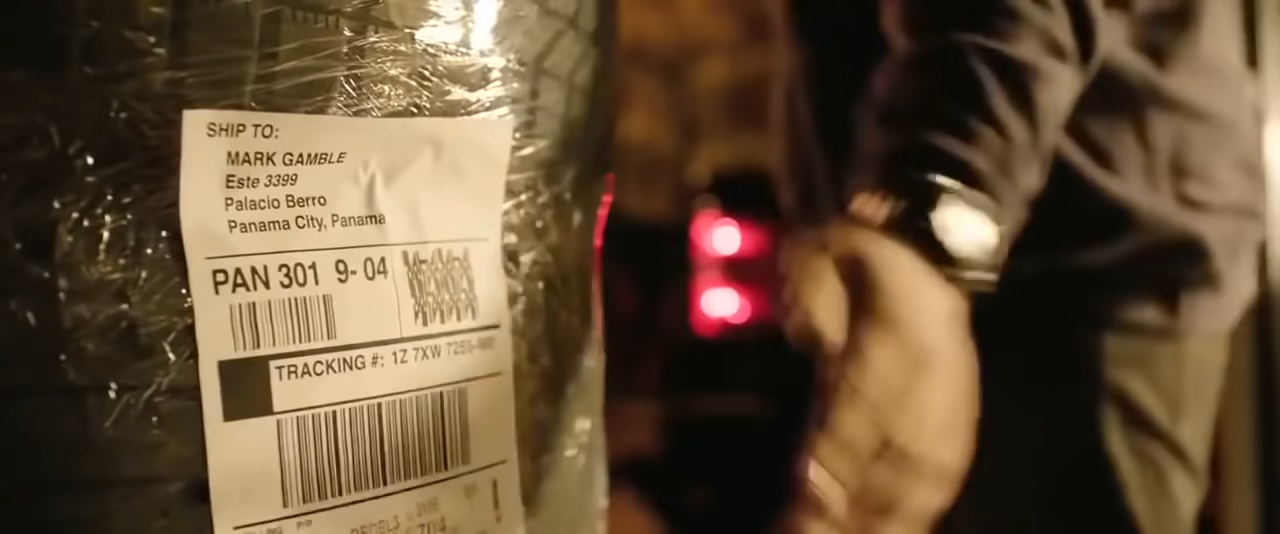 SHIP TO:
MARK GAMBLE
Este 3399
Palacio Berro
Panama City, Panama
PAN 301 9-04
TRACKING #: 1Z 7XW